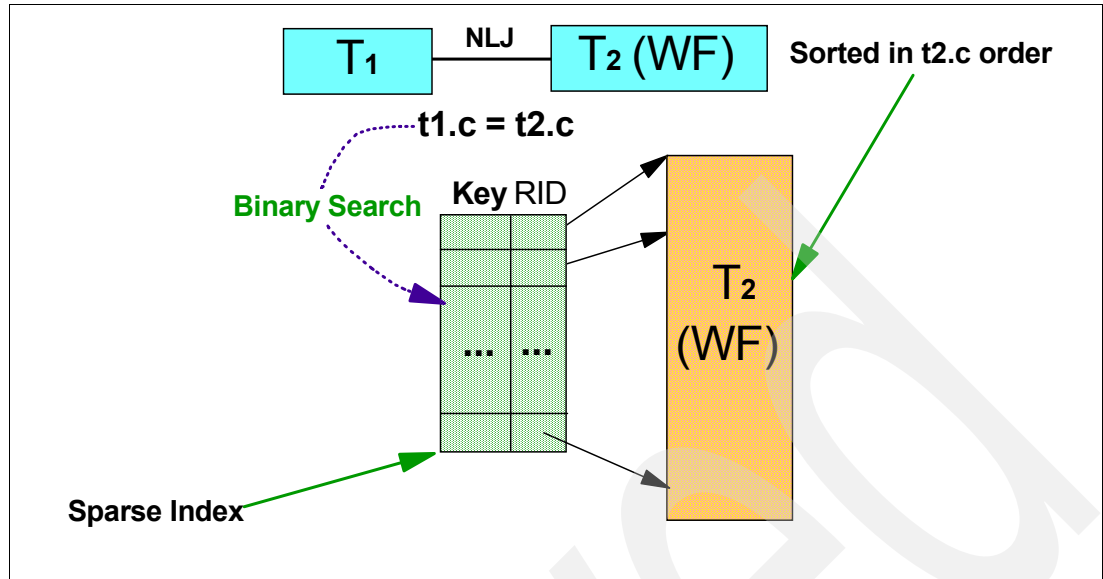 NLJ
T1
T2 (WF)
Sorted in t2.c order
t1.c = t2.c
Key RID
Binary Search
T2
(WF)
... ...
Sparse Index